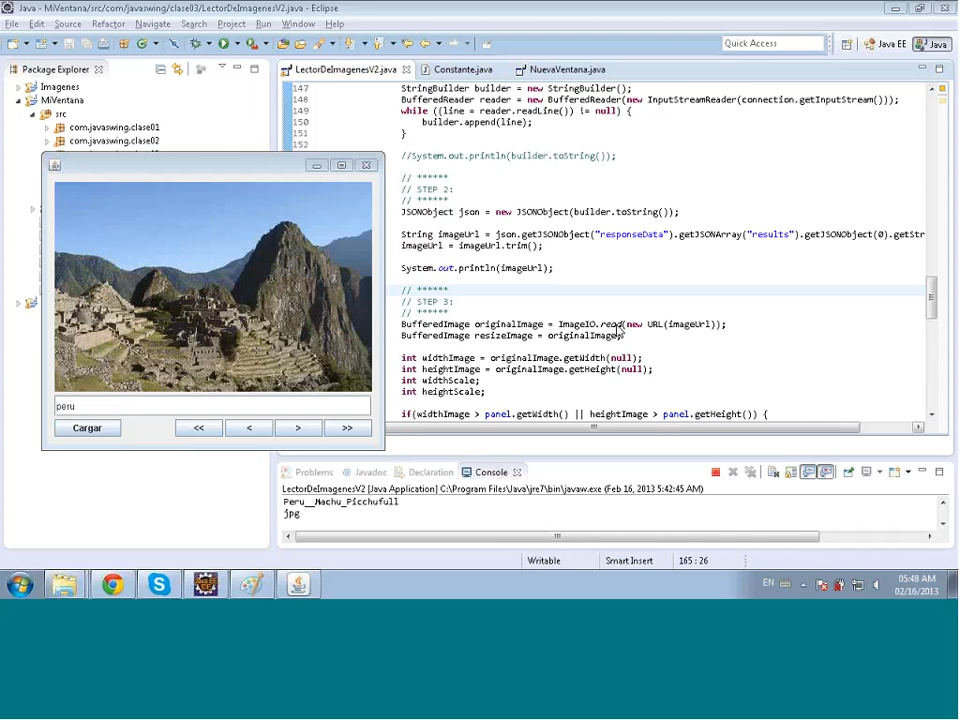 Java - MiVentana/src/com/javaswing/clase03/LectorDeImagenesV2.java - Eclipse
File Edit Source Refactor Navigate Search Project Run Window Help
Quick Access
Java EE
Java
Package Explorer
LectorDeImagenesV2.java
Constante.java
NuevaVentana.java
Imagenes
MiVentana
src
com.javaswing.clase01
com.javaswing.clase02
147 StringBuilder builder = new StringBuilder();
148 BufferedReader reader = new BufferedReader(new InputStreamReader(connection.getInputStream()));
149 while ((line = reader.readLine()) != null) {
150 builder.append(line);
151 }
152
//System.out.println(builder.toString());
// ******
// STEP 2:
// ******
JSONObject json = new JSONObject(builder.toString());
String imageUrl = json.getJSONObject("responseData").getJSONArray("results").getJSONObject(0).getStr
imageUrl = imageUrl.trim();
System.out.println(imageUrl);
// ******
// STEP 3:
// ******
BufferedImage originalImage = ImageIO.read(new URL(imageUrl));
BufferedImage resizeImage = originalImage;
int widthImage = originalImage.getWidth(null);
int heightImage = originalImage.getHeight(null);
int widthScale;
int heightScale;
if(widthImage > panel.getWidth() || heightImage > panel.getHeight()) {
peru
Cargar
<<
<
>
>>
Problems
Javadoc
Declaration
Console
LectorDeImagenesV2 [Java Application] C:\Program Files\Java\jre7\bin\javaw.exe (Feb 16, 2013 5:42:45 AM)
Peru__Machu_Picchufull
jpg
Writable
Smart Insert
165 : 26
EN
05:48 AM
02/16/2013